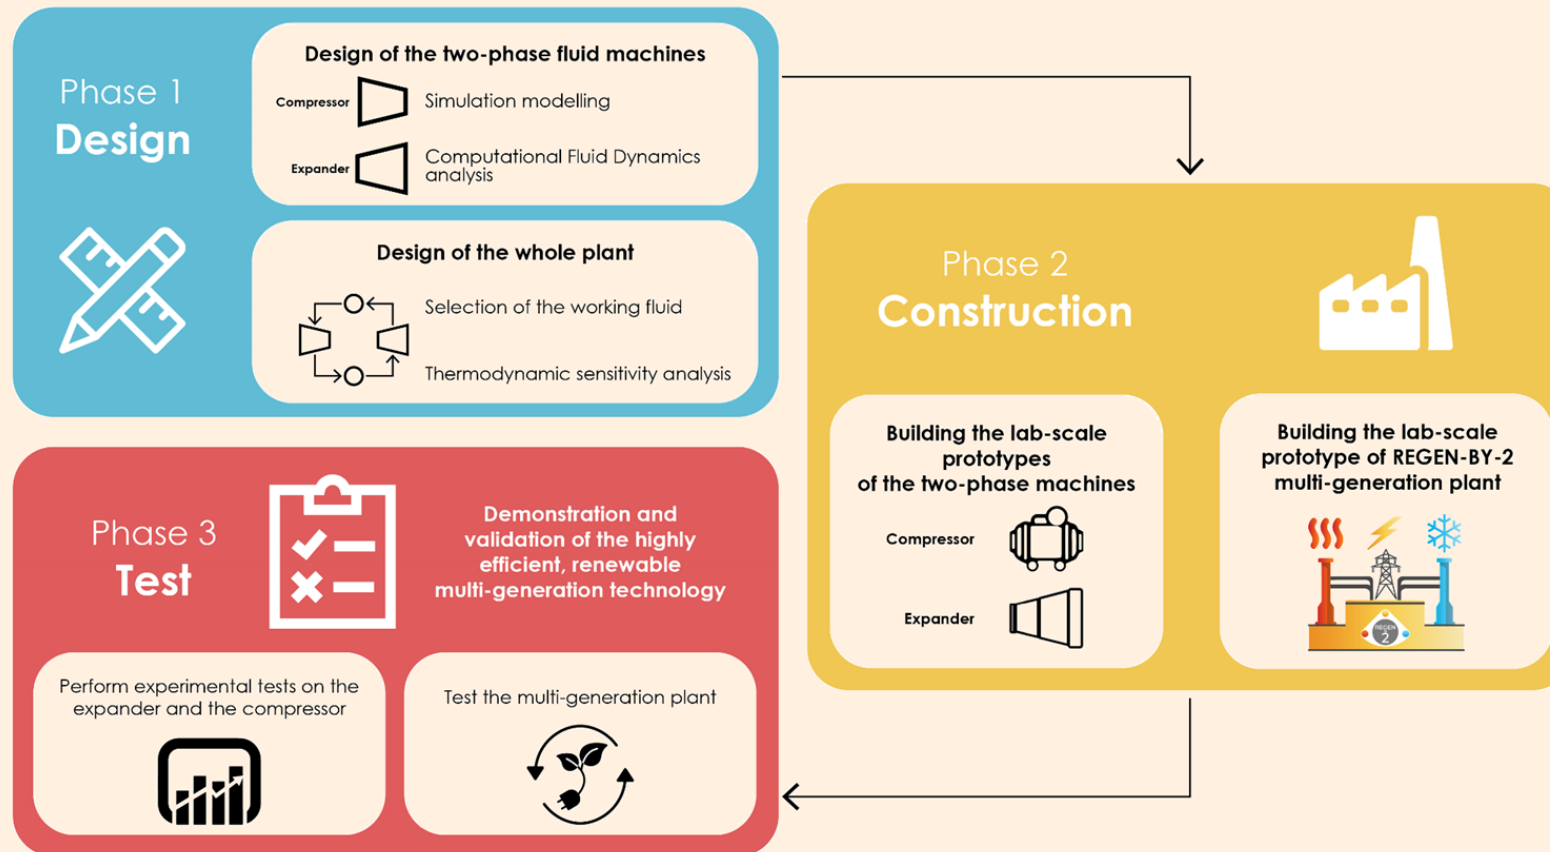 Phase 1
Design
Design of the two-phase fluid machines
Compressor
Simulation modelling
Expander
Computational Fluid Dynamics
analysis
Design of the whole plant
Selection of the working fluid
Thermodynamic sensitivity analysis
Phase 2
Construction
Building the lab-scale
prototypes
of the two-phase machines
Compressor
Expander
Building the lab-scale
prototype of REGEN-BY-2
multi-generation plant
REGEN
2
Phase 3
Test
Demonstration and
validation of the highly
efficient, renewable
multi-generation technology
Perform experimental tests on the
expander and the compressor
Test the multi-generation plant